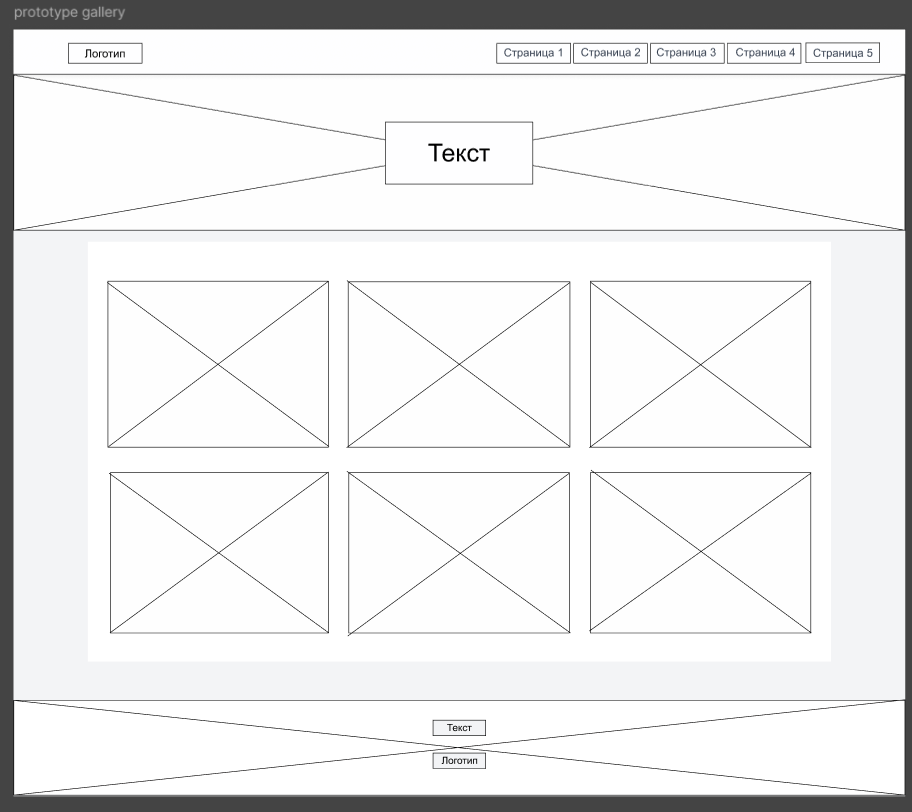 prototype gallery
Логотип
Страница 1
Страница 2
Страница 3
Страница 4
Страница 5
Текст
Текст
Логотип